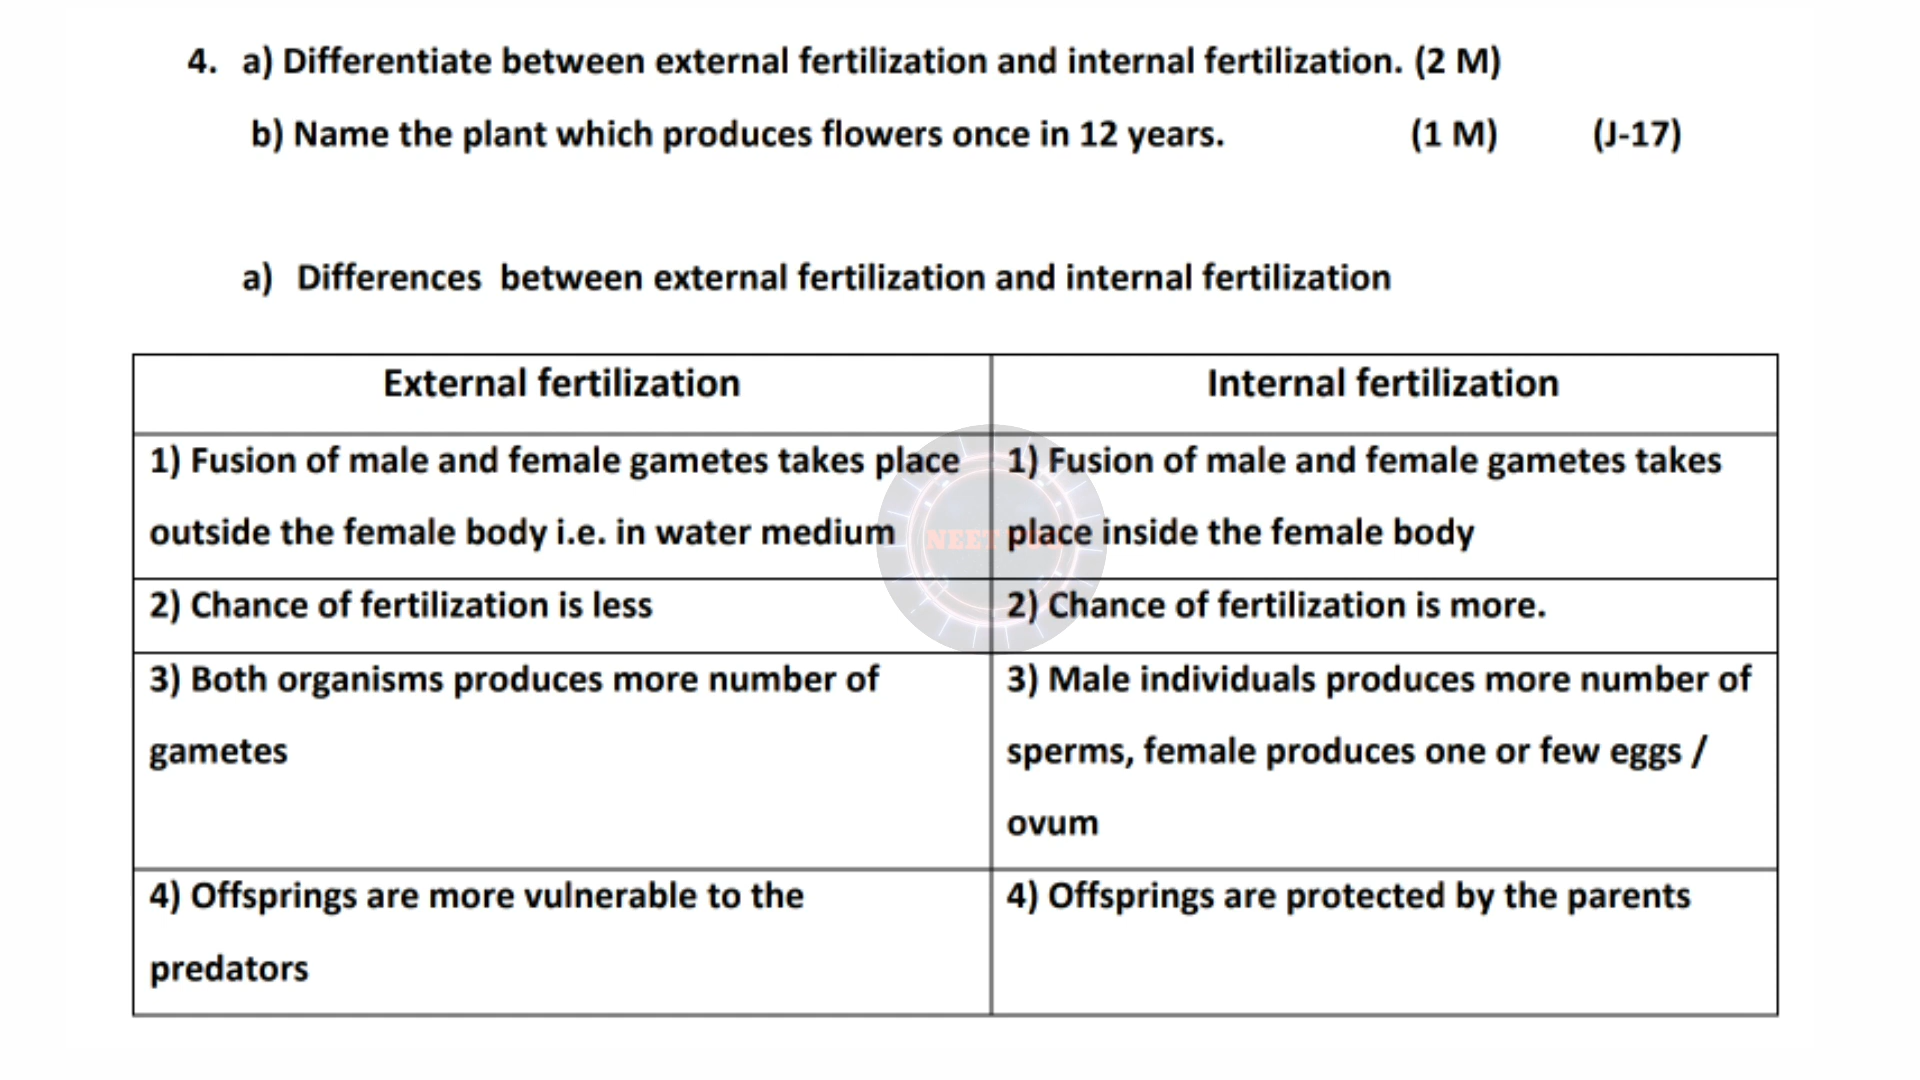 4. a) Differentiate between external fertilization and internal fertilization. (2 M)
b) Name the plant which produces flowers once in 12 years. (1 M) (J-17)
a) Differences between external fertilization and internal fertilization
External fertilization
Internal fertilization
1) Fusion of male and female gametes takes place
outside the female body i.e. in water medium
1) Fusion of male and female gametes takes
place inside the female body
2) Chance of fertilization is less
2) Chance of fertilization is more.
3) Both organisms produces more number of
gametes
3) Male individuals produces more number of
sperms, female produces one or few eggs /
ovum
4) Offsprings are more vulnerable to the
predators
4) Offsprings are protected by the parents
NEET